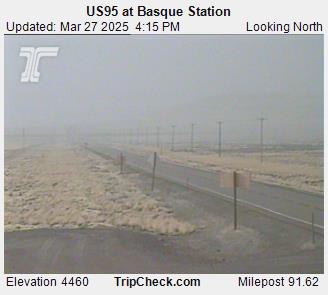 US95 at Basque Station
Updated: Mar 27 2025 4:15 PM Looking North
Elevation 4460 TripCheck.com Milepost 91.62